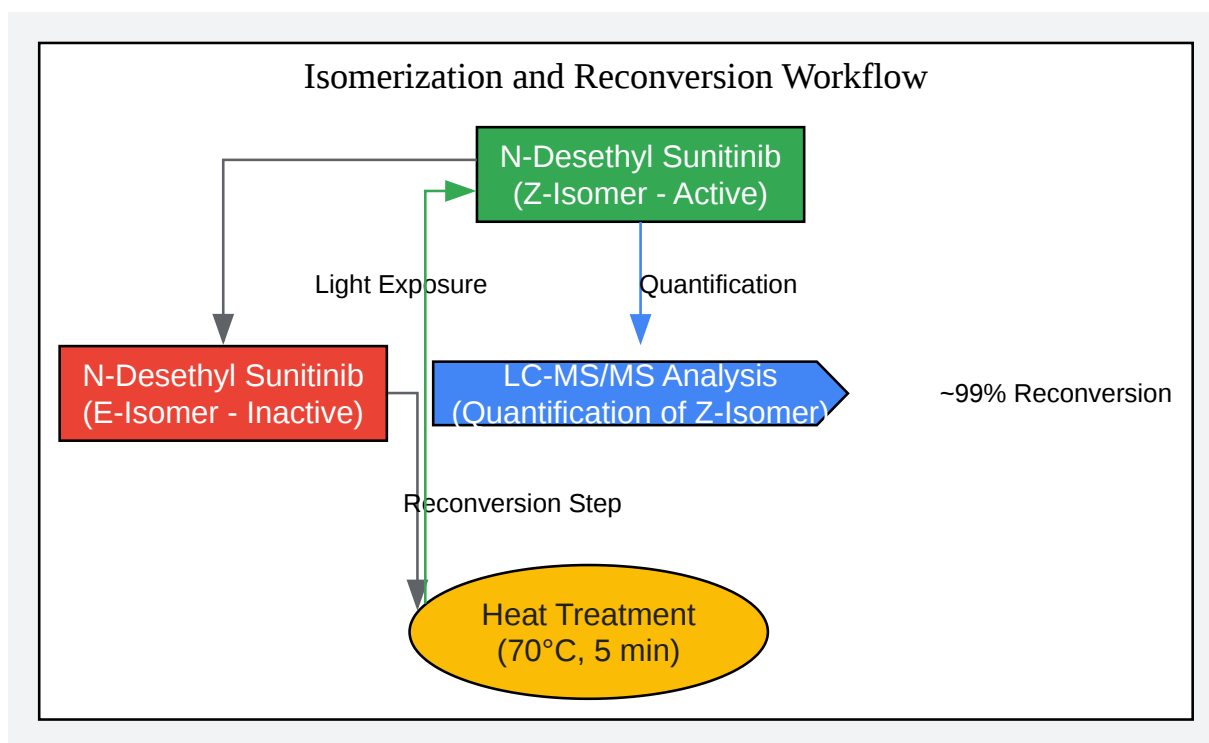 Isomerization and Reconversion Workflow
N-Desethyl Sunitinib
(Z-Isomer - Active)
Light Exposure
Quantification
N-Desethyl Sunitinib
(E-Isomer - Inactive)
LC-MS/MS Analysis
(Quantification of Z-Isomer)
~99% Reconversion
Reconversion Step
Heat Treatment
(70°C, 5 min)